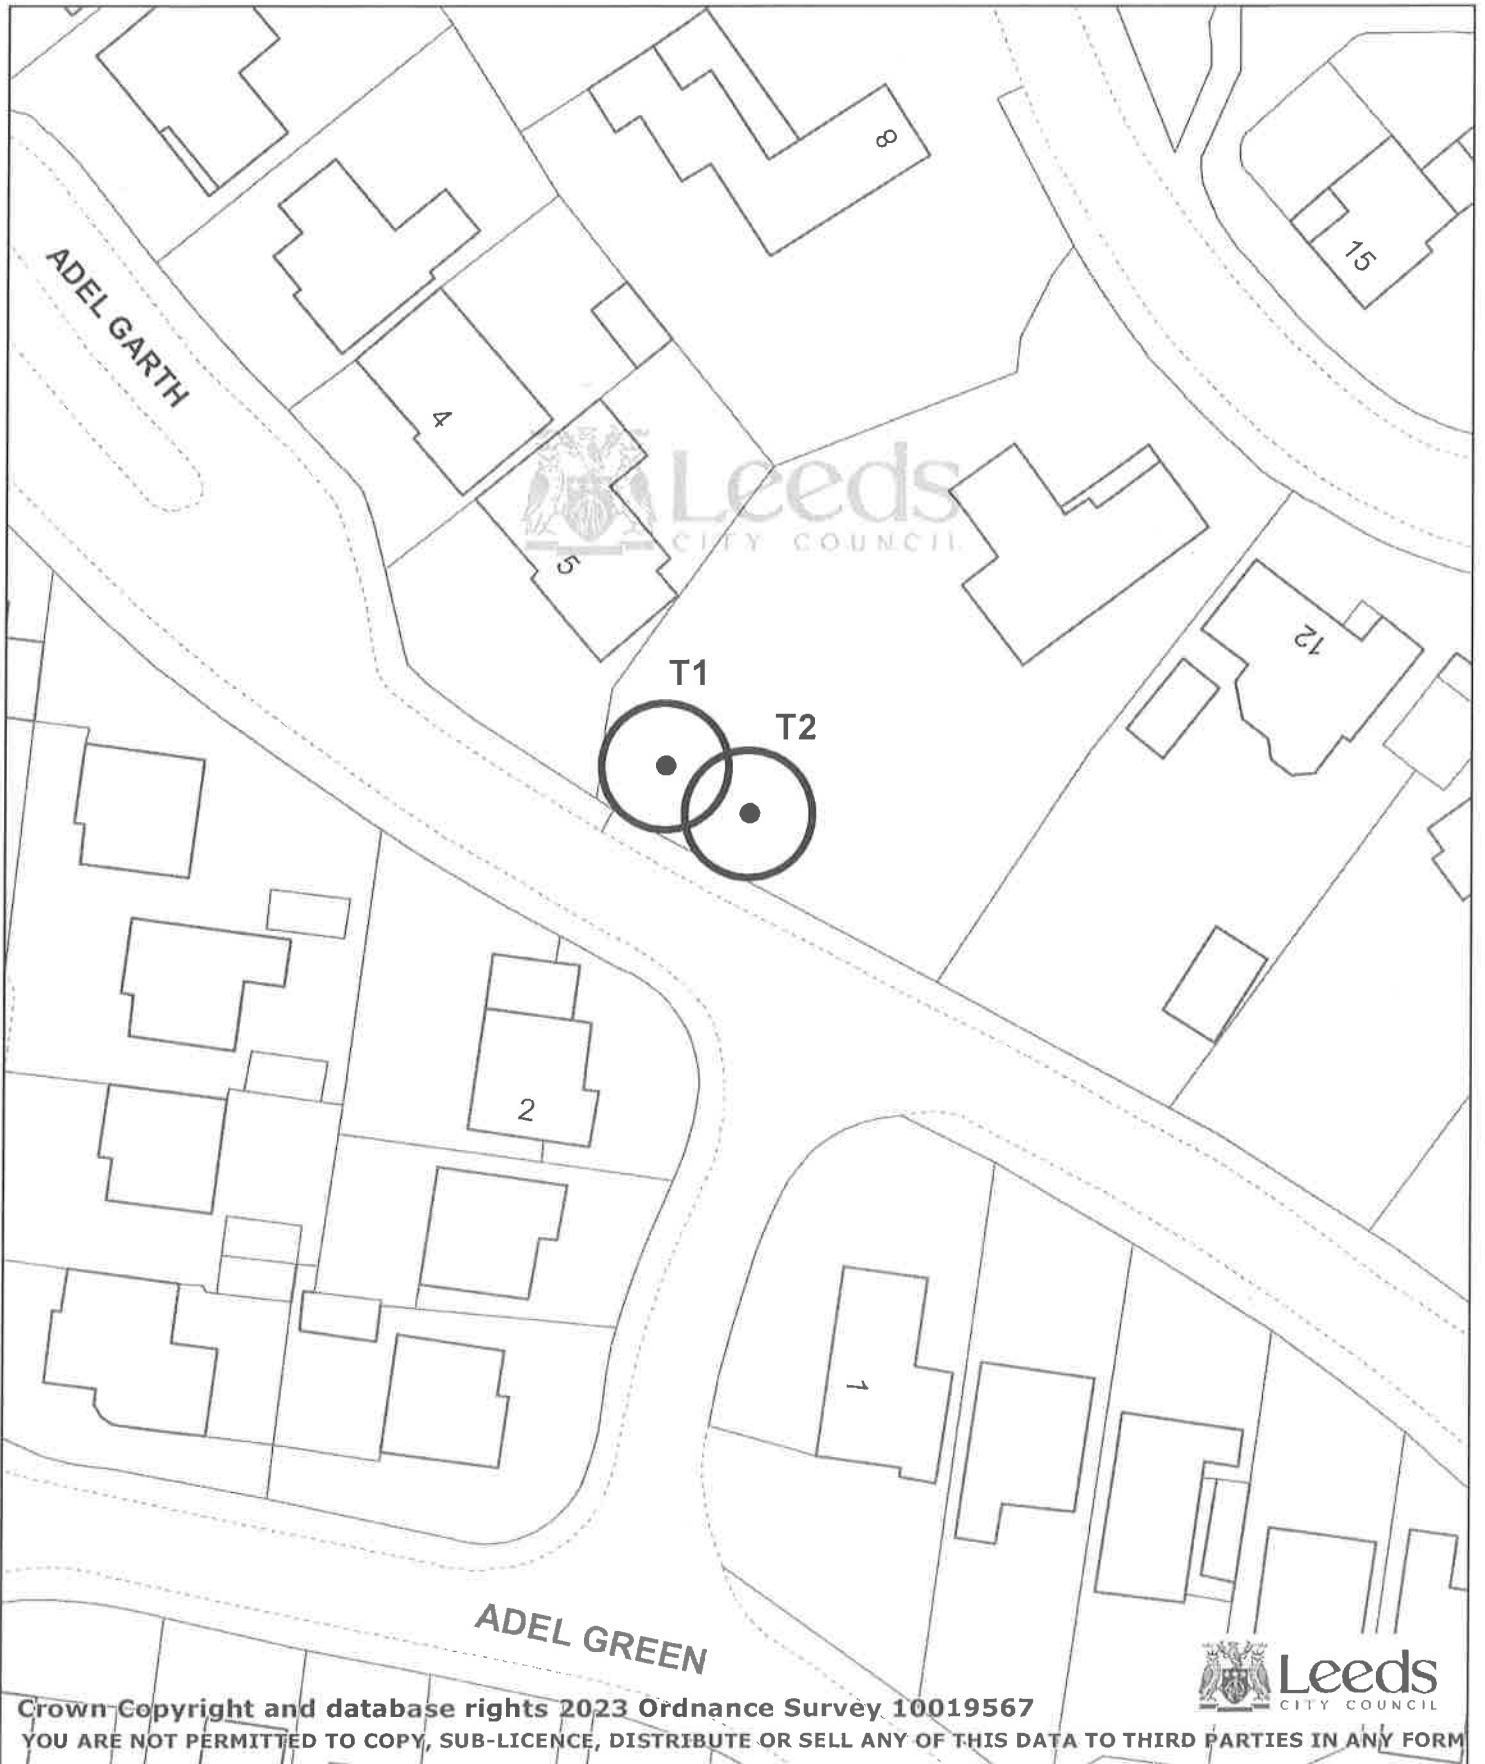 8
15
ADEL GARTH
4
Leeds
CITY COUNCIL
5
12
T1
T2
2
1
ADEL GREEN
Leeds
CITY COUNCIL
Crown Copyright and database rights 2023 Ordnance Survey 10019567
YOU ARE NOT PERMITTED TO COPY, SUB-LICENCE, DISTRIBUTE OR SELL ANY OF THIS DATA TO THIRD PARTIES IN ANY FORM